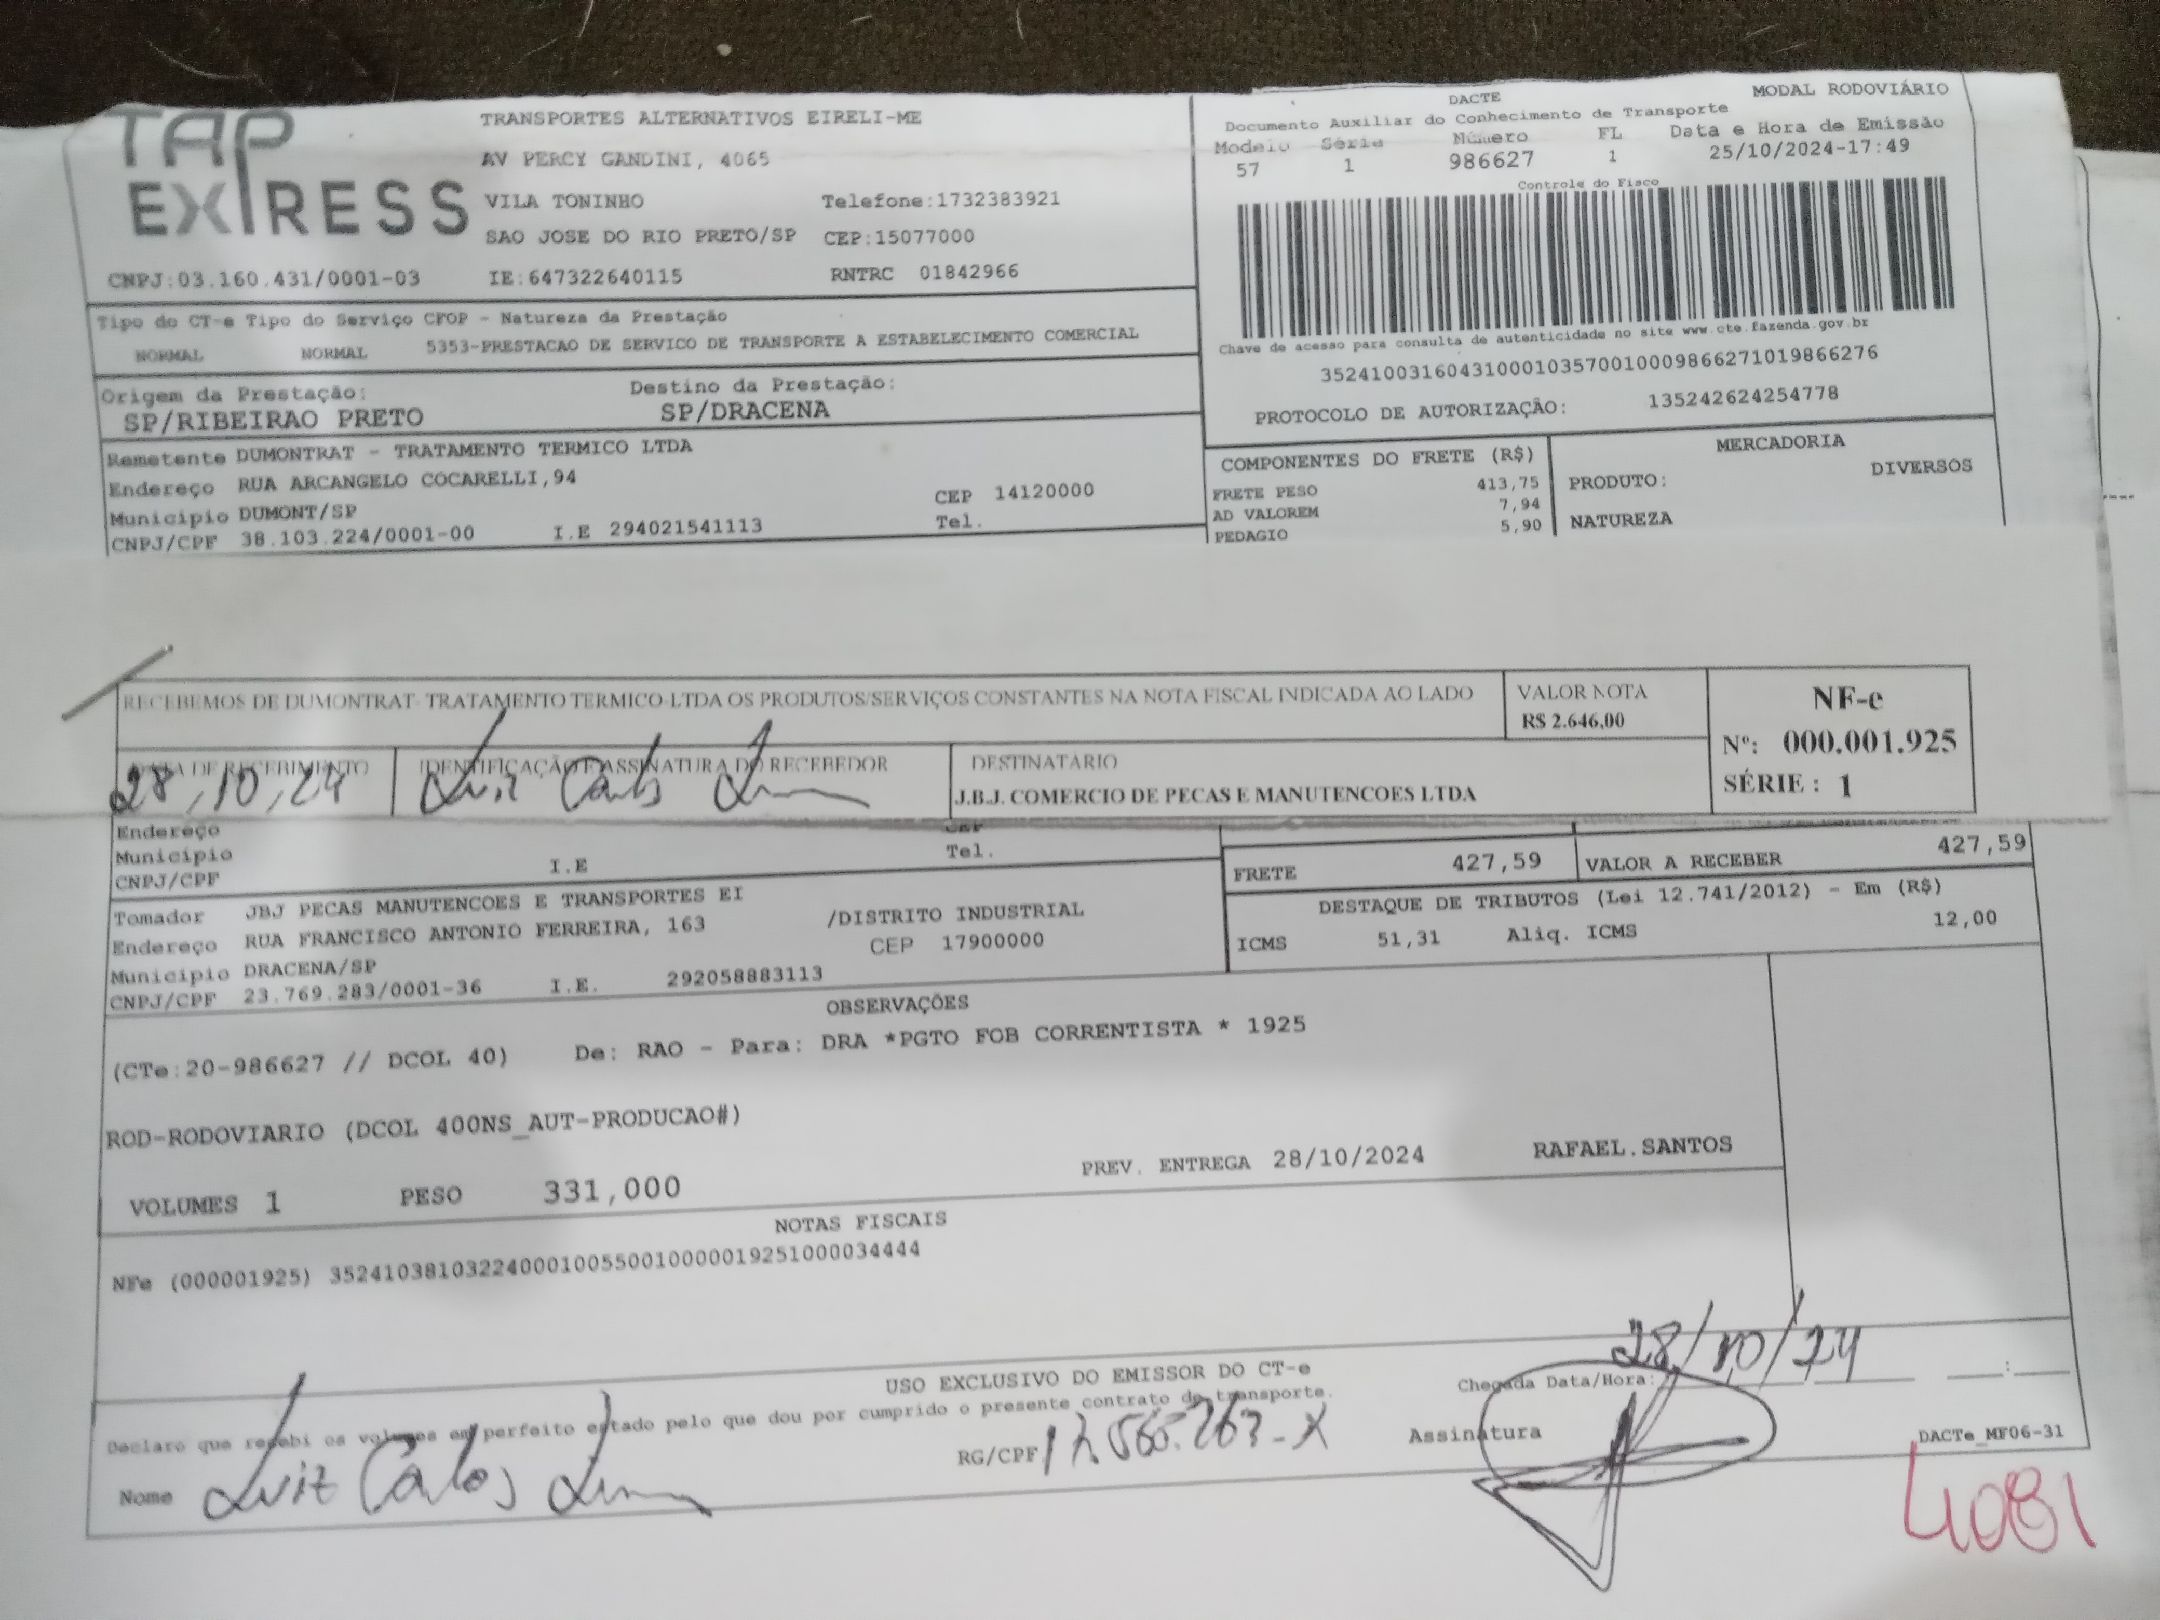 TAP EXPRESS
TRANSPORTES ALTERNATIVOS EIRELI-ME
AV PERCY GANDINI, 4065
VILA TONINHO Telefone:1732383921
SAO JOSE DO RIO PRETO/SP CEP:15077000
CNPJ:03.160.431/0001-03 IE:647322640115 RNTRC 01842966
DACTE MODAL RODOVIÁRIO
Documento Auxiliar do Conhecimento de Transporte
Modelo Série Número FL Data e Hora de Emissão
57 1 986627 1 25/10/2024-17:49
Controle do Fisco
Chave de acesso para consulta de autenticidade no site www.cte.fazenda.gov.br
35241003160431000103570010009866271019866276
PROTOCOLO DE AUTORIZAÇÃO: 135242624254778
Tipo do CT-e Tipo do Serviço CFOP - Natureza da Prestação
NORMAL NORMAL 5353-PRESTACAO DE SERVICO DE TRANSPORTE A ESTABELECIMENTO COMERCIAL
Origem da Prestação: Destino da Prestação:
SP/RIBEIRAO PRETO SP/DRACENA
Remetente DUMONTRAT - TRATAMENTO TERMICO LTDA
Endereço RUA ARCANGELO COCARELLI,94 CEP 14120000
Município DUMONT/SP Tel.
CNPJ/CPF 38.103.224/0001-00 I.E 294021541113
COMPONENTES DO FRETE (R$)
FRETE PESO 413,75
AD VALOREM 7,94
PEDAGIO 5,90
MERCADORIA
PRODUTO: DIVERSOS
NATUREZA
RECEBEMOS DE DUMONTRAT- TRATAMENTO TERMICO LTDA OS PRODUTOS/SERVIÇOS CONSTANTES NA NOTA FISCAL INDICADA AO LADO
VALOR NOTA
R$ 2.646,00
NF-e
Nº: 000.001.925
SÉRIE : 1
DATA DE RECEBIMENTO
28,10,24
IDENTIFICAÇÃO E ASSINATURA DO RECEBEDOR
Luiz Carlos
DESTINATÁRIO
J.B.J. COMERCIO DE PECAS E MANUTENCOES LTDA
Endereço CEP
Município Tel.
CNPJ/CPF I.E
FRETE 427,59 VALOR A RECEBER 427,59
Tomador JBJ PECAS MANUTENCOES E TRANSPORTES EI
Endereço RUA FRANCISCO ANTONIO FERREIRA, 163 /DISTRITO INDUSTRIAL
Município DRACENA/SP CEP 17900000
CNPJ/CPF 23.769.283/0001-36 I.E. 292058883113
DESTAQUE DE TRIBUTOS (Lei 12.741/2012) - Em (R$)
ICMS 51,31 Aliq. ICMS 12,00
OBSERVAÇÕES
(CTe:20-986627 // DCOL 40) De: RAO - Para: DRA *PGTO FOB CORRENTISTA * 1925
ROD-RODOVIARIO (DCOL 400NS_AUT-PRODUCAO#)
VOLUMES 1 PESO 331,000 PREV. ENTREGA 28/10/2024 RAFAEL.SANTOS
NOTAS FISCAIS
NFe (000001925) 35241038103224000100550010000019251000034444
USO EXCLUSIVO DO EMISSOR DO CT-e
Declaro que recebi os volumes em perfeito estado pelo que dou por cumprido o presente contrato de transporte.
Chegada Data/Hora: 28/10/24 :
Nome Luiz Carlos
RG/CPF
Assinatura
DACTe_MF06-31
4081